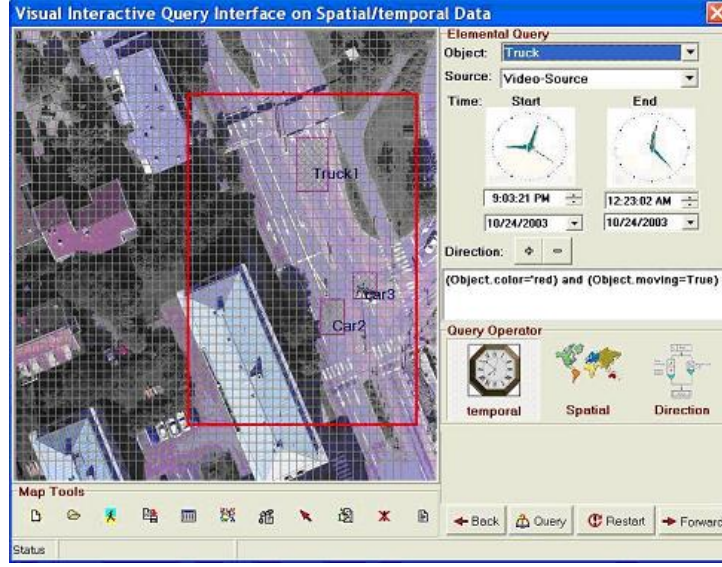 Visual Interactive Query Interface on Spatial/temporal Data
Elemental Query
Object: Truck
Source: Video-Source
Time: Start End
9:03:21 PM 12:23:02 AM
10/24/2003 10/24/2003
Direction:
(Object.color='red) and (Object.moving=True)
Query Operator
temporal Spatial Direction
Truck1
car3
Car2
Map Tools
Back Query Restart Forward
Status